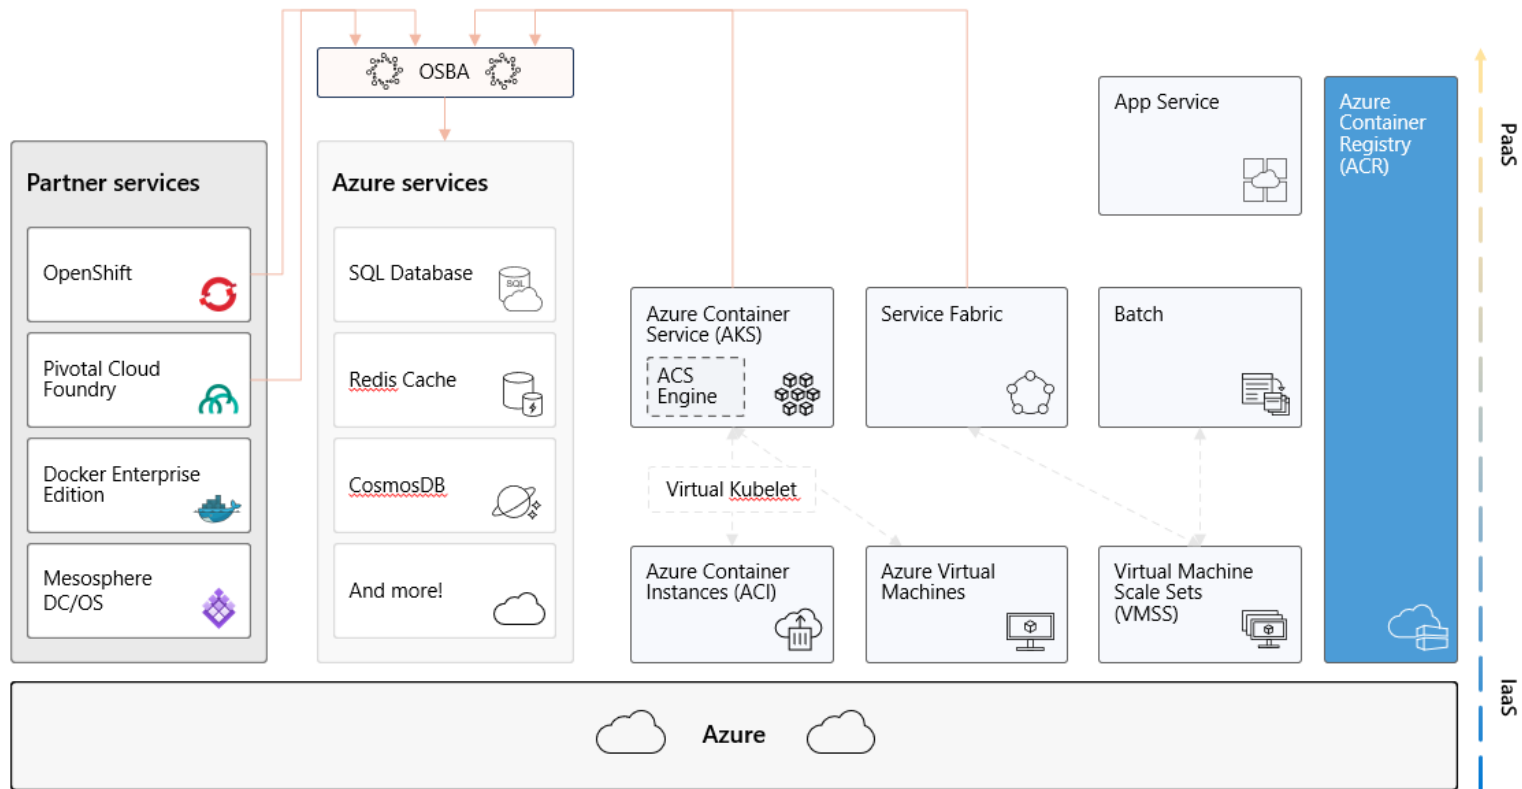 OSBA
Partner services
OpenShift
Pivotal Cloud
Foundry
Docker Enterprise
Edition
Mesosphere
DC/OS
Azure services
SQL Database
SQL
Redis Cache
CosmosDB
And more!
Azure Container
Service (AKS)
ACS
Engine
Service Fabric
App Service
Batch
Virtual Kubelet
Azure Container
Instances (ACI)
Azure Virtual
Machines
Virtual Machine
Scale Sets
(VMSS)
Azure
Container
Registry
(ACR)
PaaS
IaaS
Azure